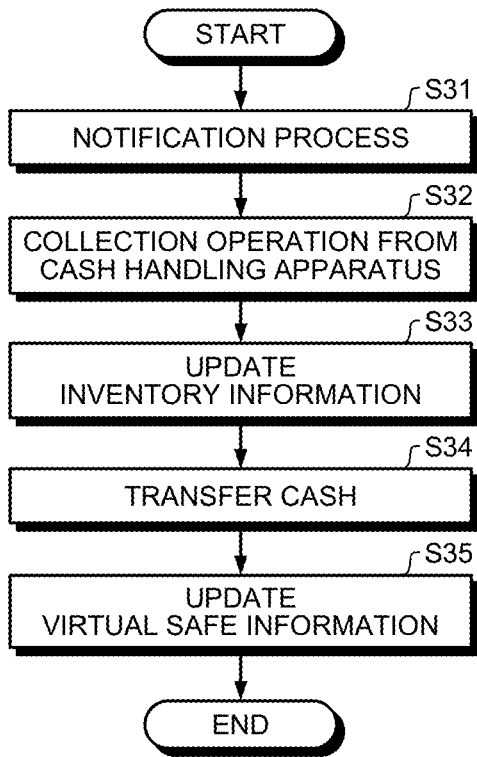 START
S31
NOTIFICATION PROCESS
S32
COLLECTION OPERATION FROM
CASH HANDLING APPARATUS
S33
UPDATE
INVENTORY INFORMATION
S34
TRANSFER CASH
S35
UPDATE
VIRTUAL SAFE INFORMATION
END